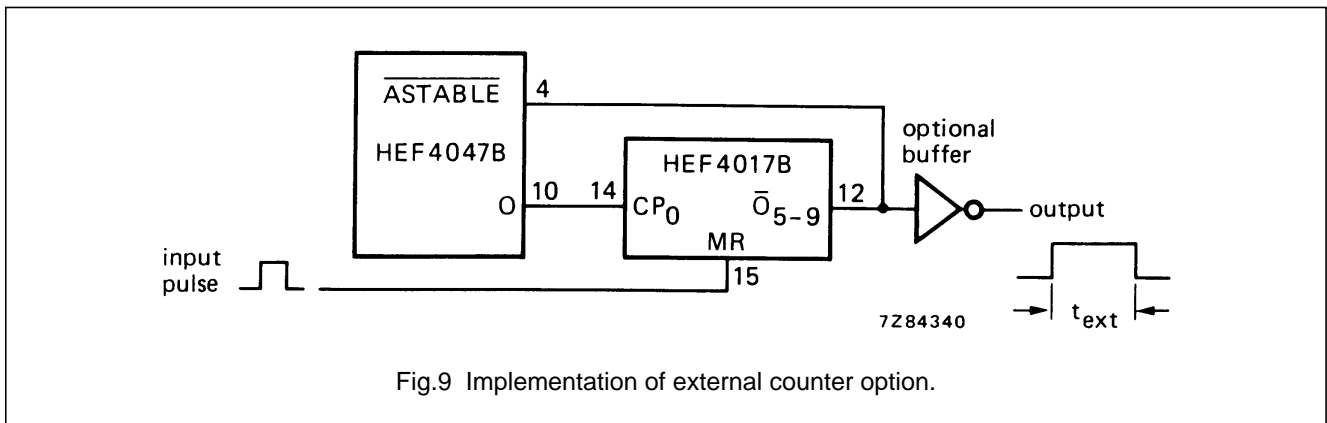 ASTABLE
4
HEF4047B
O
10
14
HEF4017B
CP0
O̅5-9
MR
12
15
optional
buffer
output
input
pulse
text
7Z84340
Fig.9 Implementation of external counter option.